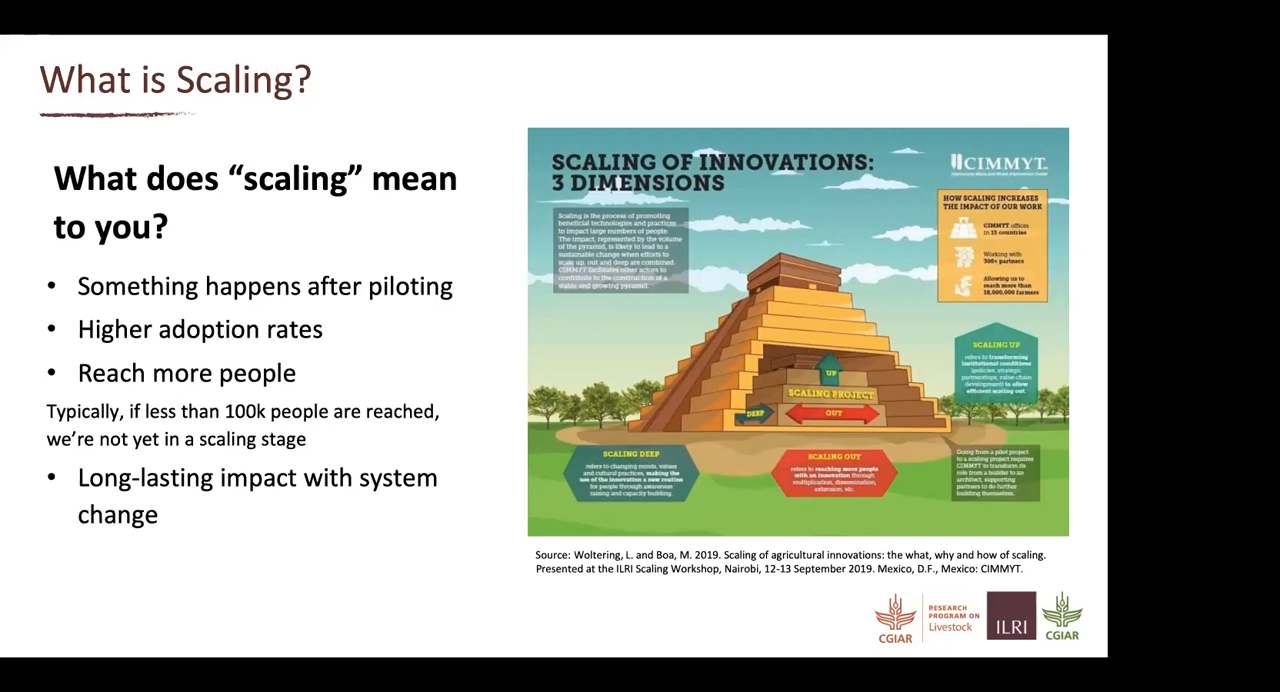 What is Scaling?
What does “scaling” mean
to you?
• Something happens after piloting
• Higher adoption rates
• Reach more people
Typically, if less than 100k people are reached,
we’re not yet in a scaling stage
• Long-lasting impact with system
change
SCALING OF INNOVATIONS:
3 DIMENSIONS
Scaling is the process of promoting
beneficial technologies and practices
to impact large numbers of people.
The impact, represented by the volume
of the pyramid, is likely to lead to a
sustainable change when efforts to
scale up, out and deep are combined.
CIMMYT facilitates other actors to
contribute to the construction of a
stable and growing pyramid.
CIMMYT
International Maize and Wheat Improvement Center
HOW SCALING INCREASES
THE IMPACT OF OUR WORK
CIMMYT offices
in 13 countries
Working with
300+ partners
Allowing us to
reach more than
18,000,000 farmers
SCALING UP
refers to transforming
institutional conditions
(policies, strategic
partnerships, value chain
development) to allow
efficient scaling out.
UP
SCALING PROJECT
DEEP
OUT
SCALING DEEP
refers to changing minds, values
and cultural practices, making the
use of the innovation a new routine
for people through awareness
raising and capacity building.
SCALING OUT
refers to reaching more people
with an innovation through
multiplication, dissemination,
extension, etc.
Going from a pilot project
to a scaling project requires
CIMMYT to transform its
role from a builder to an
architect, supporting
partners to do further
building themselves.
Source: Woltering, L. and Boa, M. 2019. Scaling of agricultural innovations: the what, why and how of scaling.
Presented at the ILRI Scaling Workshop, Nairobi, 12-13 September 2019. Mexico, D.F., Mexico: CIMMYT.
CGIAR
RESEARCH
PROGRAM ON
Livestock
ILRI
CGIAR